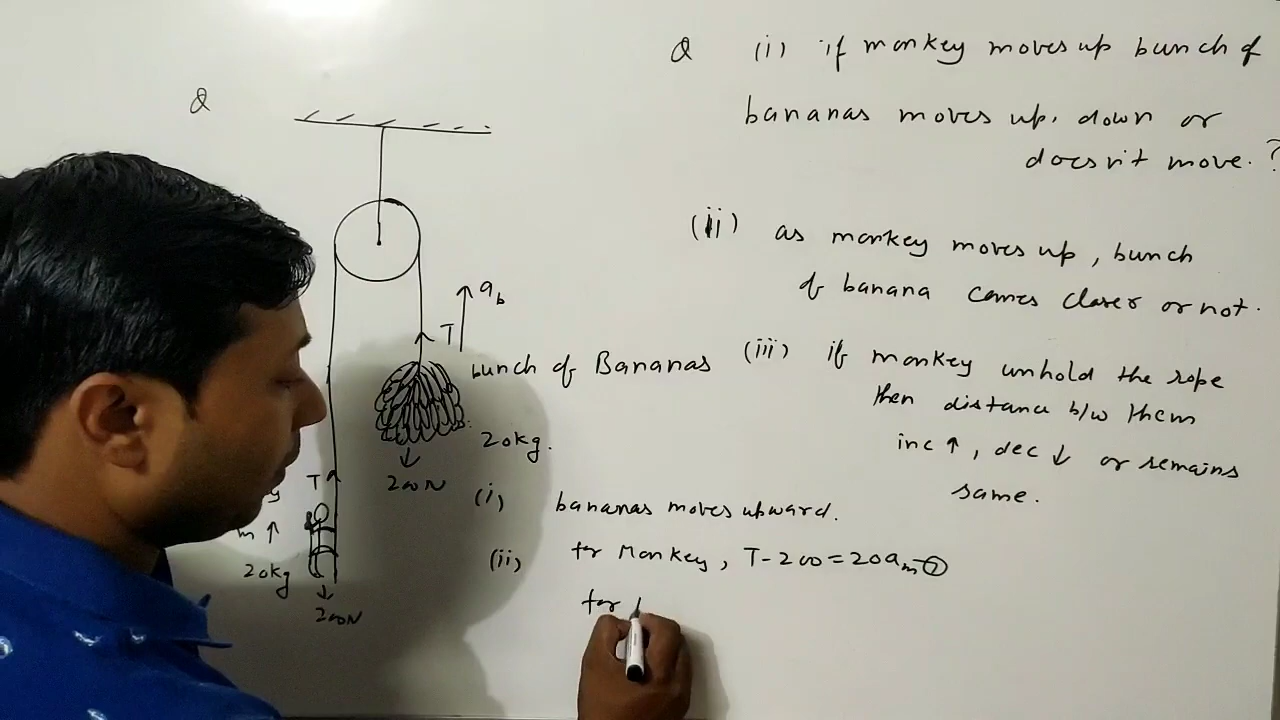 Q
Q (i) if monkey moves up bunch of
bananas moves up, down or
doesn't move. ?
(ii) as monkey moves up, bunch
of banana comes closer or not.
(iii) if monkey unhold the rope
then distance b/w them
inc ↑, dec ↓ or remains
same.
a_b
T
bunch of Bananas
20kg.
200N
T
m ↑
20kg
200N
(i) bananas moves upward.
(ii) for Monkey, T-200=20a_m-①
for